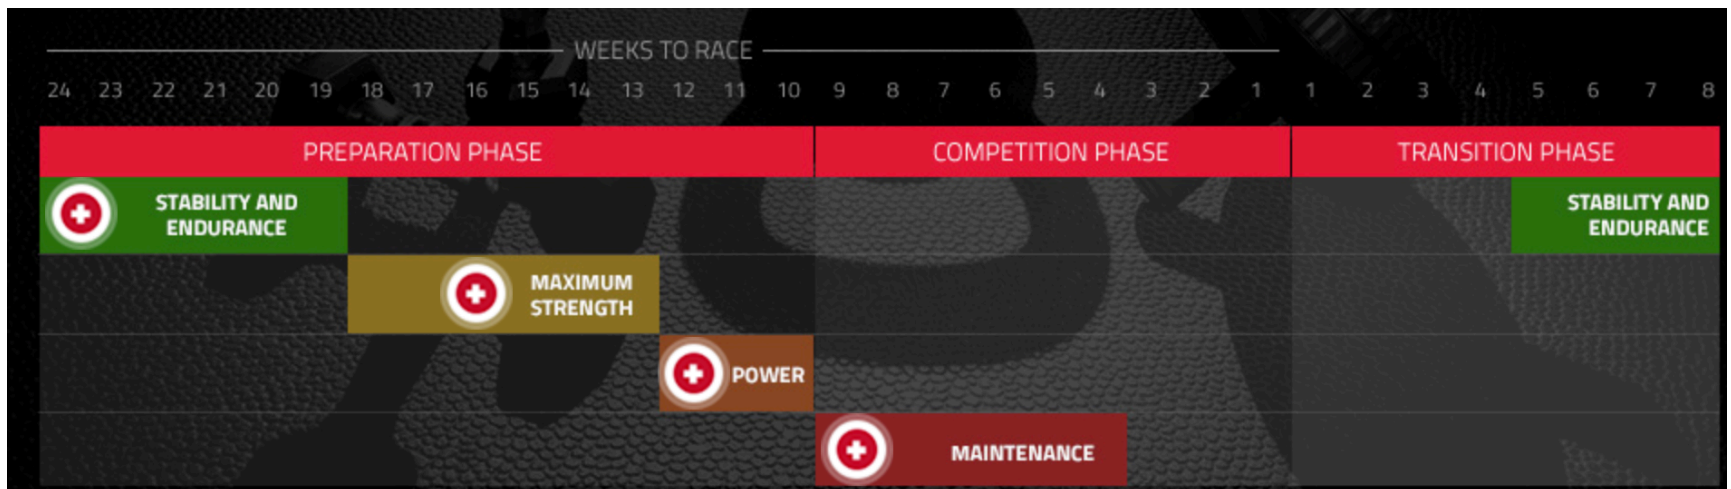 WEEKS TO RACE
24 23 22 21 20 19 18 17 16 15 14 13 12 11 10 9 8 7 6 5 4 3 2 1 1 2 3 4 5 6 7 8
PREPARATION PHASE COMPETITION PHASE TRANSITION PHASE
STABILITY AND
ENDURANCE
STABILITY AND
ENDURANCE
MAXIMUM
STRENGTH
POWER
MAINTENANCE